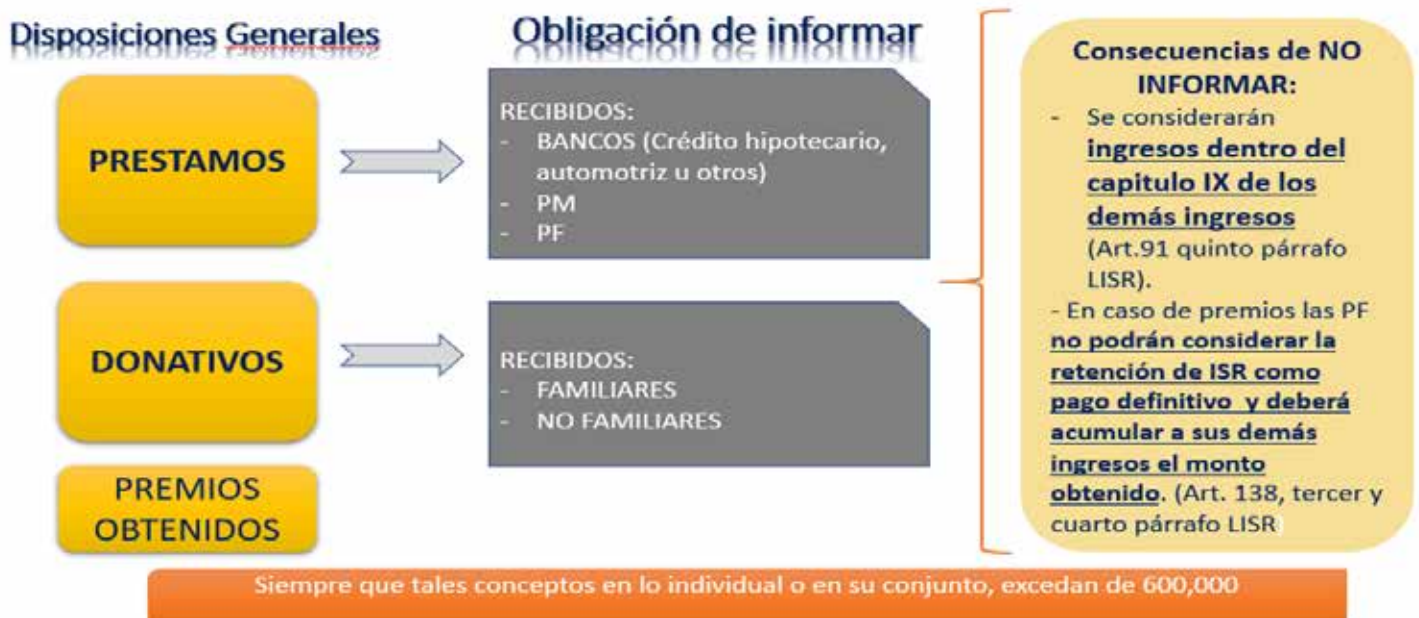 Disposiciones Generales
PRESTAMOS
DONATIVOS
PREMIOS
OBTENIDOS
Obligación de informar
RECIBIDOS:
- BANCOS (Crédito hipotecario,
automotriz u otros)
- PM
- PF
RECIBIDOS:
- FAMILIARES
- NO FAMILIARES
Consecuencias de NO
INFORMAR:
- Se considerarán
ingresos dentro del
capitulo IX de los
demás ingresos
(Art.91 quinto párrafo
LISR).
- En caso de premios las PF
no podrán considerar la
retención de ISR como
pago definitivo y deberá
acumular a sus demás
ingresos el monto
obtenido. (Art. 138, tercer y
cuarto párrafo LISR)
Siempre que tales conceptos en lo individual o en su conjunto, excedan de 600,000